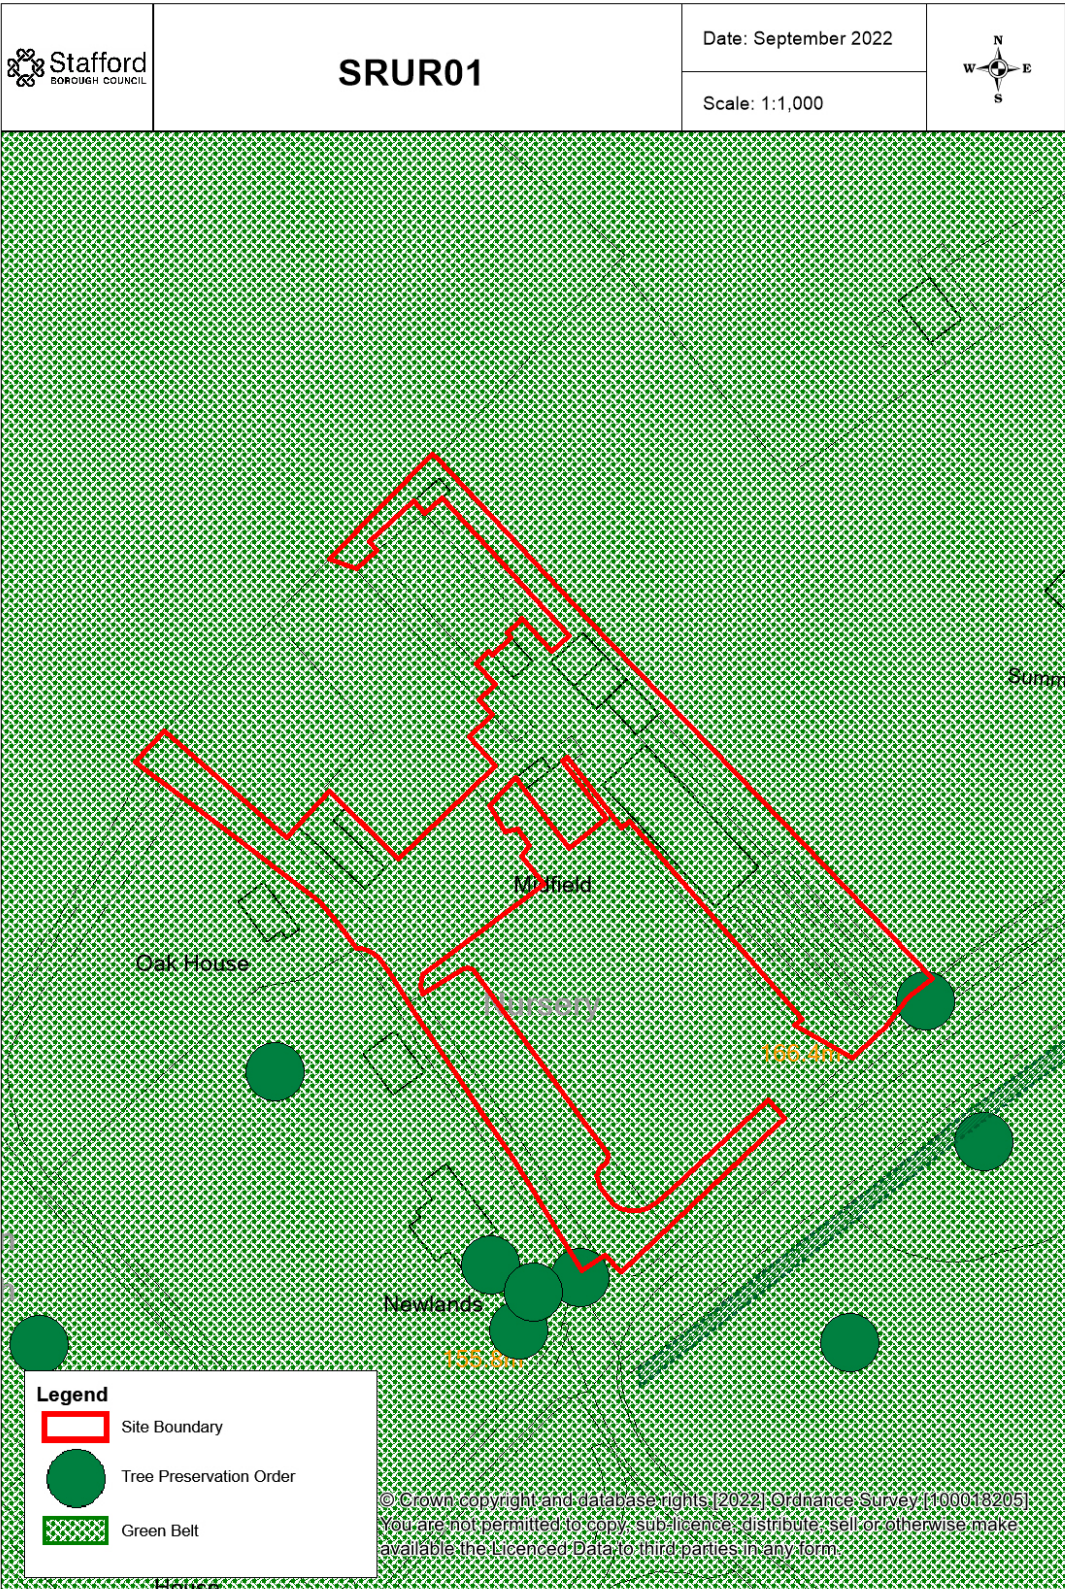 Stafford
BOROUGH COUNCIL
SRUR01
Date: September 2022
Scale: 1:1,000
N
W E
S
Summ
Midfield
Oak House
Nursery
166.4m
Newlands
155.8m
Legend
Site Boundary
Tree Preservation Order
Green Belt
© Crown copyright and database rights [2022] Ordnance Survey [100018205].
You are not permitted to copy, sub-licence, distribute, sell or otherwise make
available the Licenced Data to third parties in any form.
House